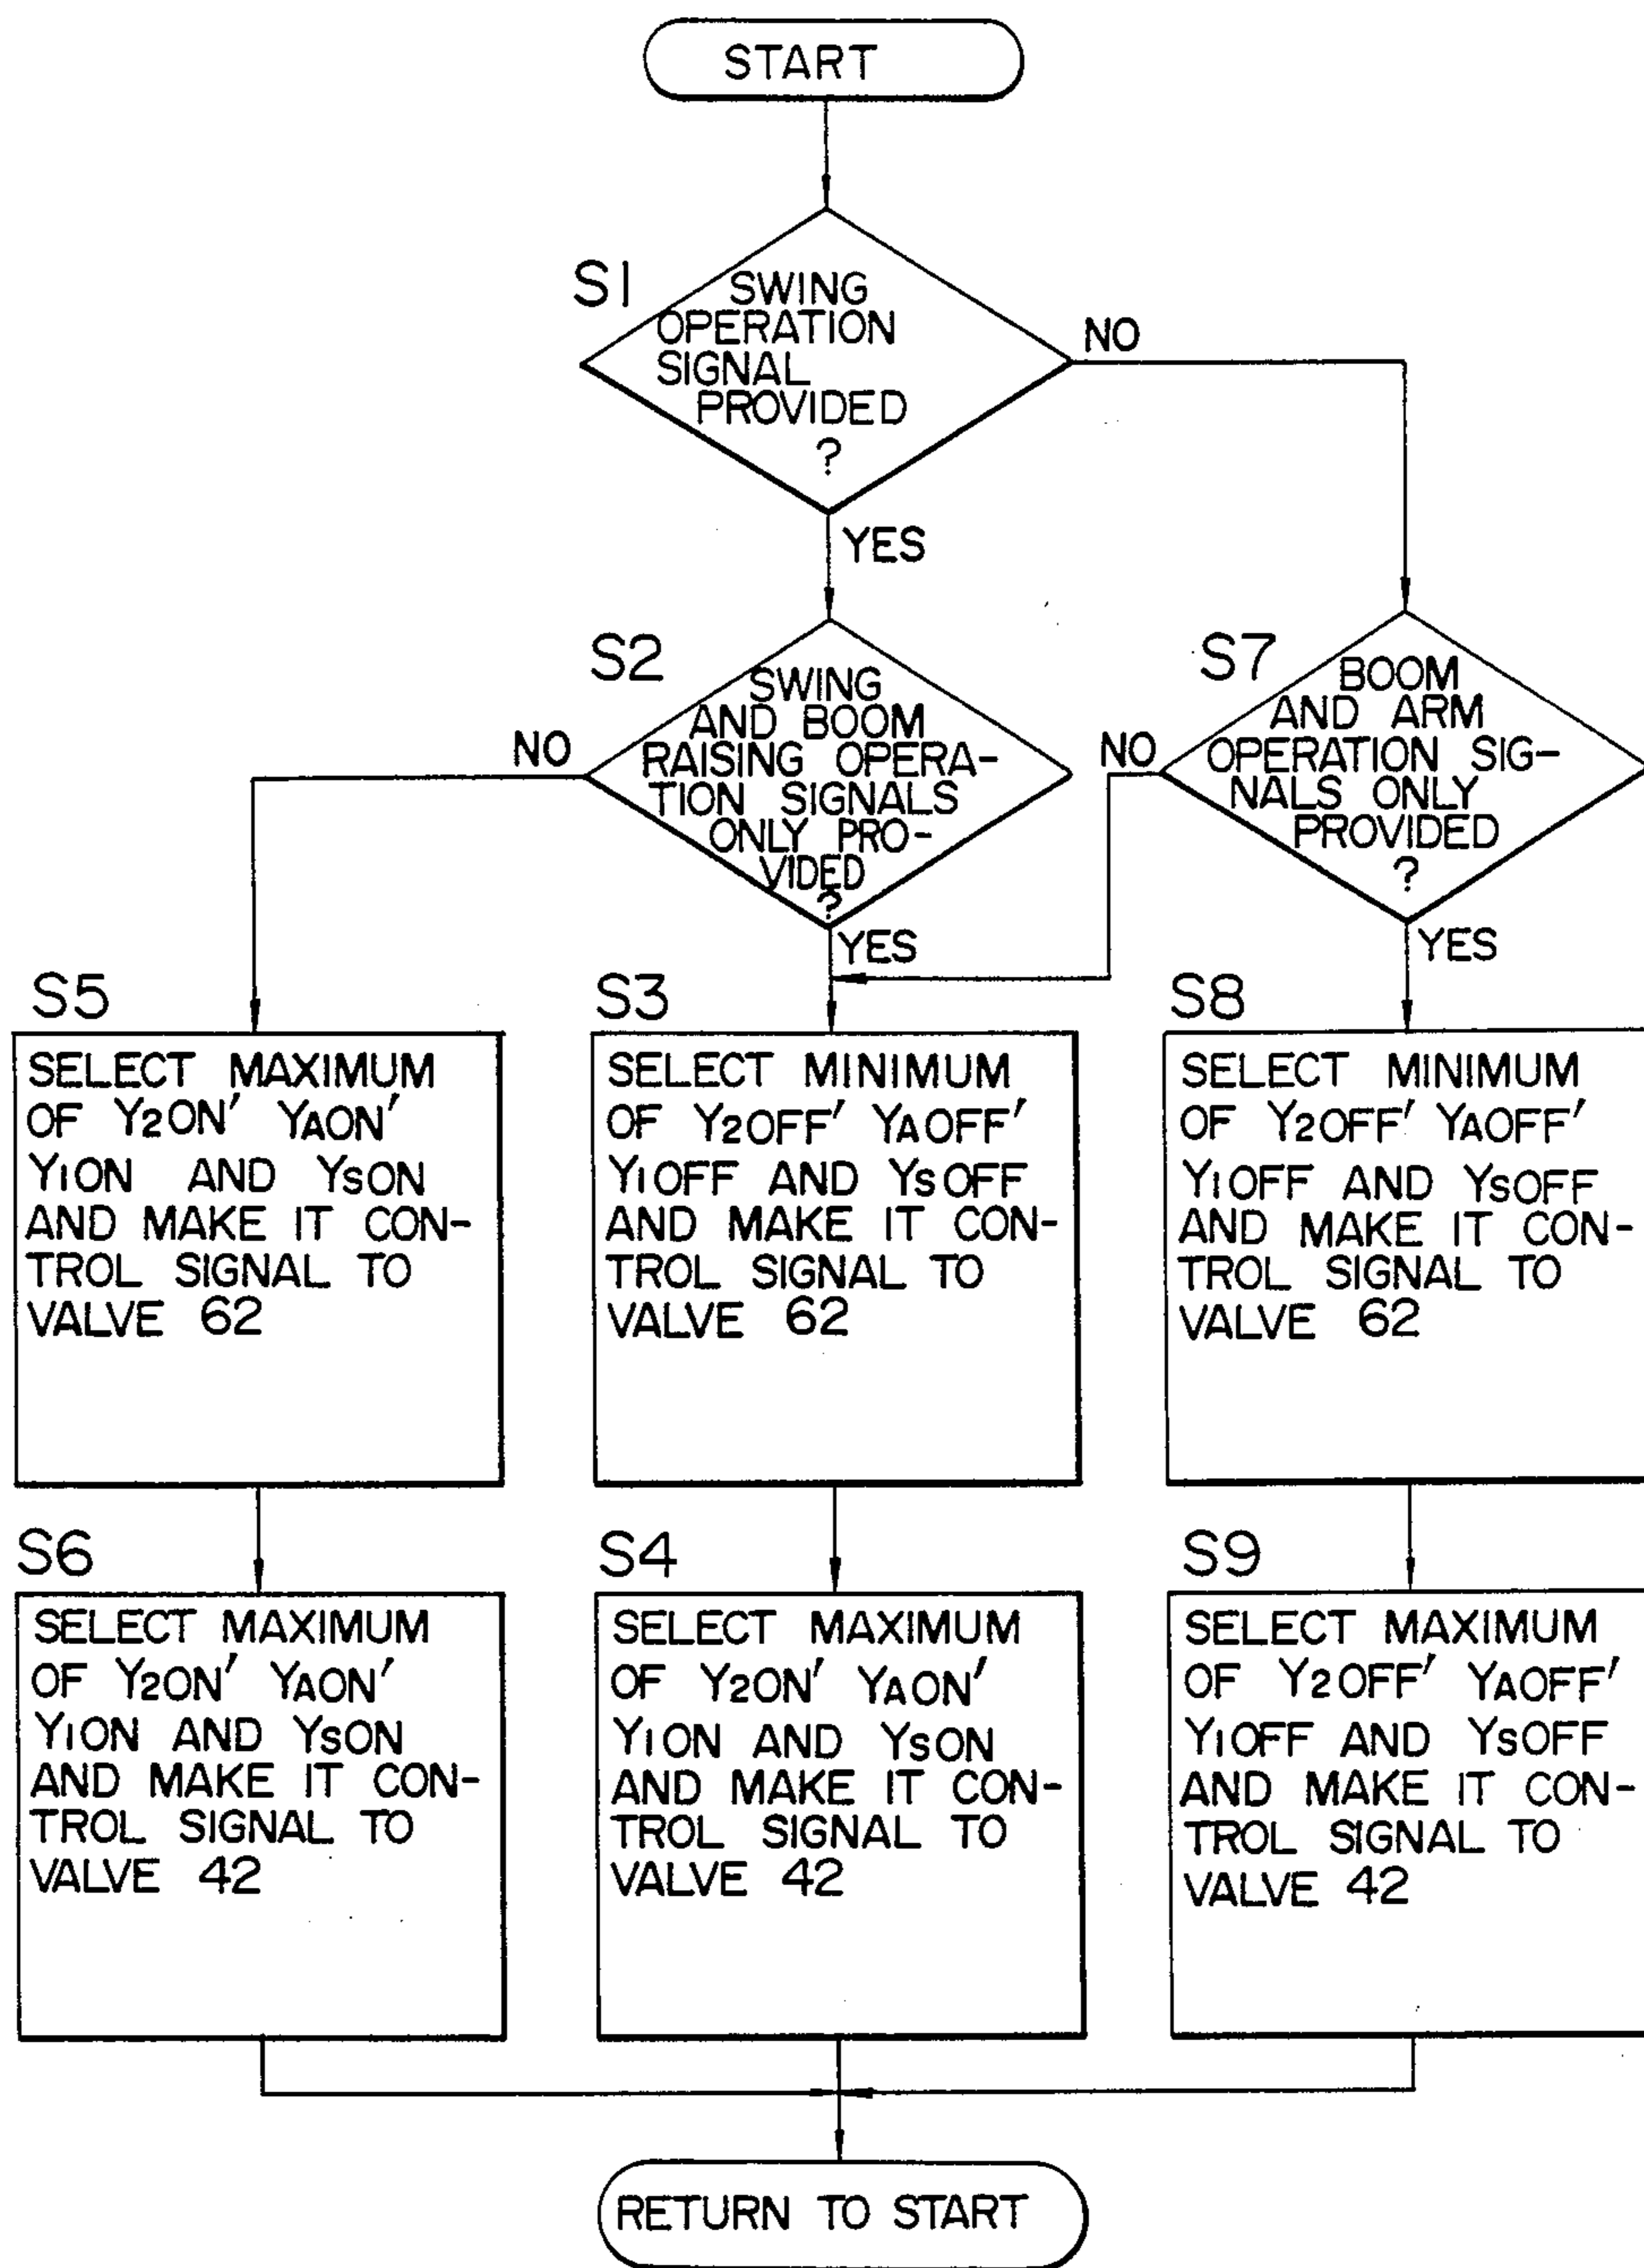 START
S1
SWING
OPERATION
SIGNAL
PROVIDED
?
NO
YES
S2
SWING
AND BOOM
RAISING OPERA-
TION SIGNALS
ONLY PRO-
VIDED
?
NO
YES
S7
BOOM
AND ARM
OPERATION SIG-
NALS ONLY
PROVIDED
?
NO
YES
S5
SELECT MAXIMUM
OF Y2ON' YAON'
Y1ON AND YSON
AND MAKE IT CON-
TROL SIGNAL TO
VALVE 62
S3
SELECT MINIMUM
OF Y2OFF' YAOFF'
Y1OFF AND YSOFF
AND MAKE IT CON-
TROL SIGNAL TO
VALVE 62
S8
SELECT MINIMUM
OF Y2OFF' YAOFF'
Y1OFF AND YSOFF
AND MAKE IT CON-
TROL SIGNAL TO
VALVE 62
S6
SELECT MAXIMUM
OF Y2ON' YAON'
Y1ON AND YSON
AND MAKE IT CON-
TROL SIGNAL TO
VALVE 42
S4
SELECT MAXIMUM
OF Y2ON' YAON'
Y1ON AND YSON
AND MAKE IT CON-
TROL SIGNAL TO
VALVE 42
S9
SELECT MAXIMUM
OF Y2OFF' YAOFF'
Y1OFF AND YSOFF
AND MAKE IT CON-
TROL SIGNAL TO
VALVE 42
RETURN TO START